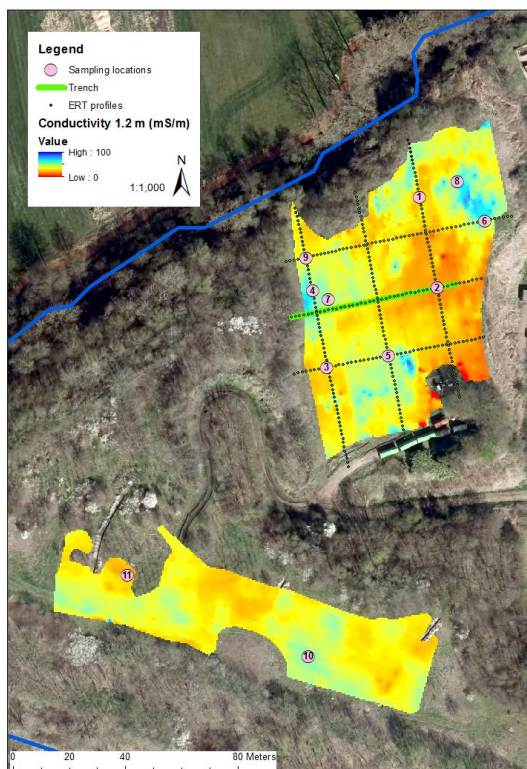 Legend
Sampling locations
Trench
ERT profiles
Conductivity 1.2 m (mS/m)
Value
High : 100
Low : 0
N
1:1,000
1
8
6
9
4
7
2
3
5
11
10
0 20 40 80 Meters